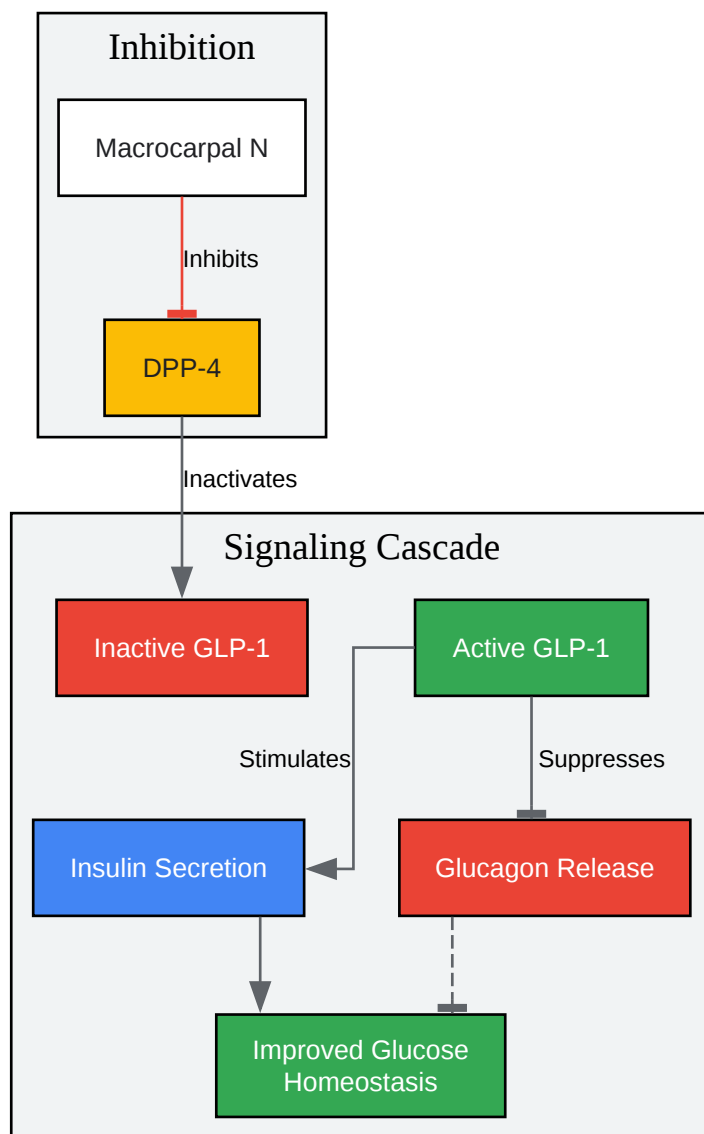 Inhibition
Macrocarpal N
Inhibits
DPP-4
Inactivates
Signaling Cascade
Inactive GLP-1
Active GLP-1
Stimulates
Suppresses
Insulin Secretion
Glucagon Release
Improved Glucose
Homeostasis